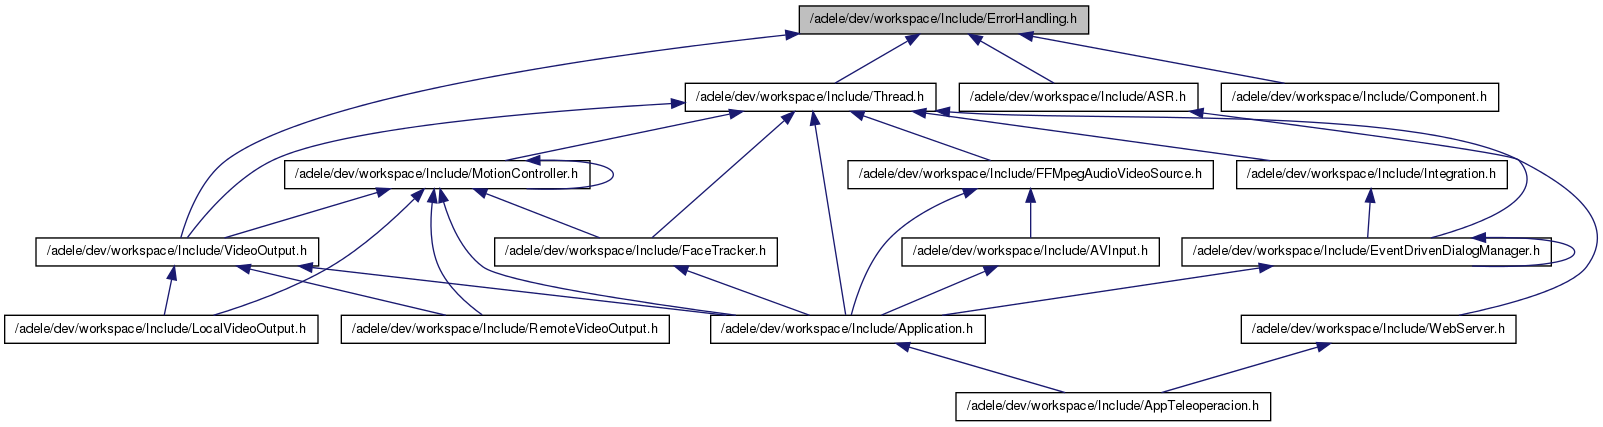 /adele/dev/workspace/Include/ErrorHandling.h
/adele/dev/workspace/Include/Thread.h
/adele/dev/workspace/Include/ASR.h
/adele/dev/workspace/Include/Component.h
/adele/dev/workspace/Include/MotionController.h
/adele/dev/workspace/Include/FFMpegAudioVideoSource.h
/adele/dev/workspace/Include/Integration.h
/adele/dev/workspace/Include/VideoOutput.h
/adele/dev/workspace/Include/FaceTracker.h
/adele/dev/workspace/Include/AVInput.h
/adele/dev/workspace/Include/EventDrivenDialogManager.h
/adele/dev/workspace/Include/LocalVideoOutput.h
/adele/dev/workspace/Include/RemoteVideoOutput.h
/adele/dev/workspace/Include/Application.h
/adele/dev/workspace/Include/WebServer.h
/adele/dev/workspace/Include/AppTeleoperacion.h